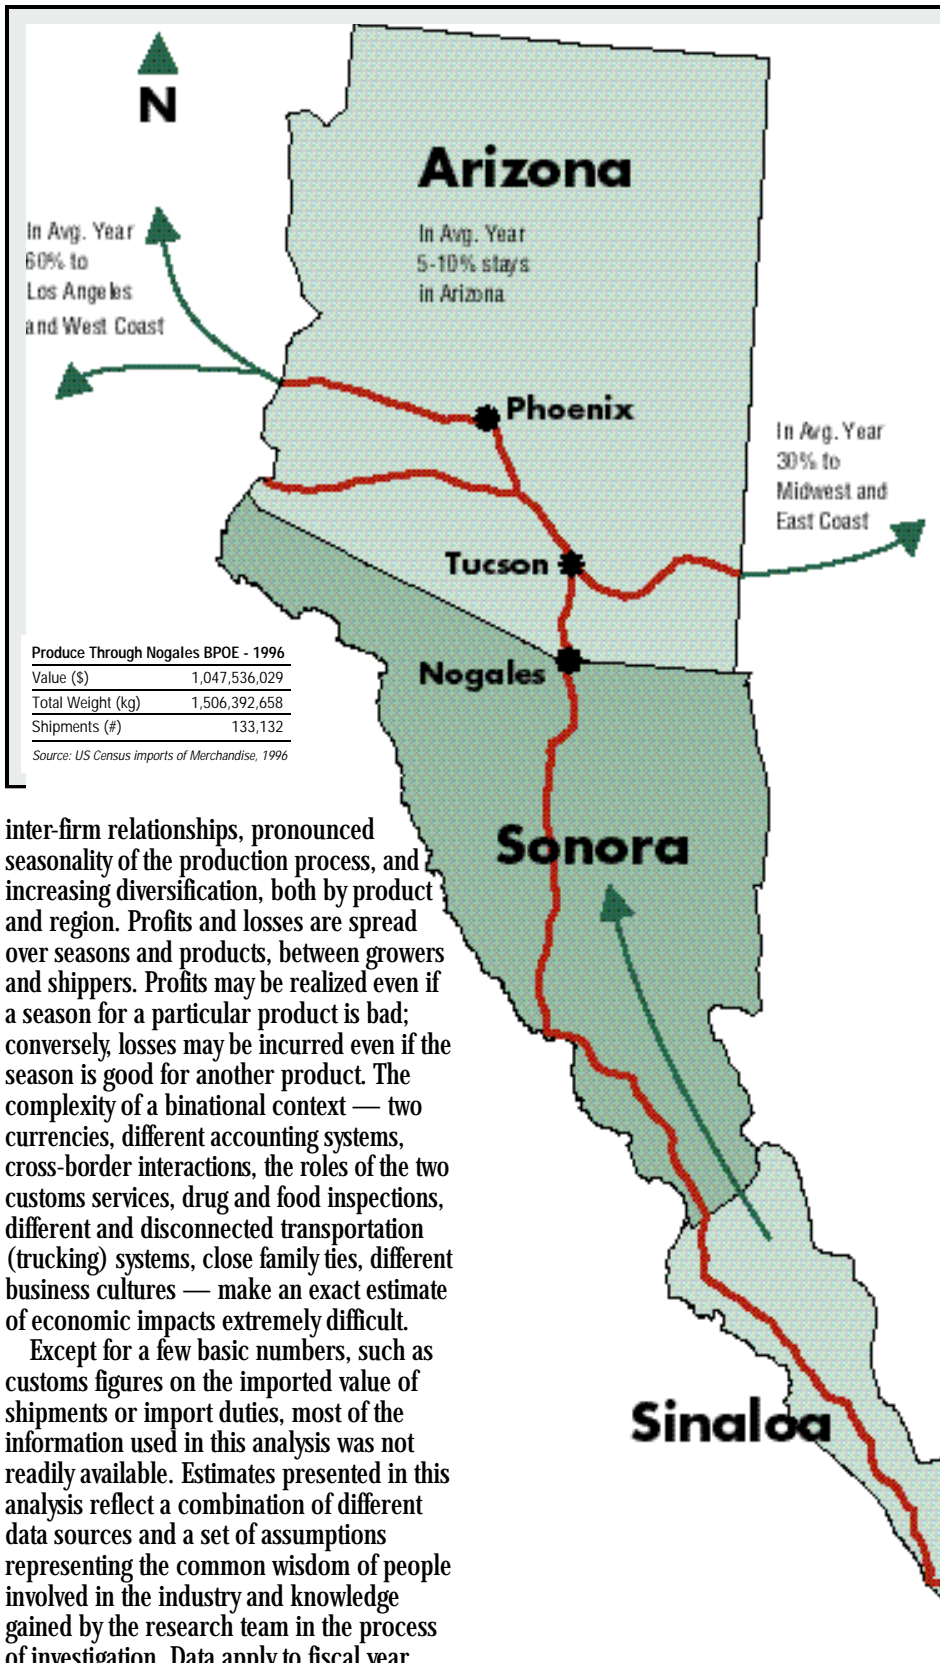 N
Arizona
In Avg. Year
60% to
Los Angeles
and West Coast
In Avg. Year
5-10% stays
in Arizona
Phoenix
In Avg. Year
30% to
Midwest and
East Coast
Tucson
Nogales
Produce Through Nogales BPOE - 1996
Value ($) 1,047,536,029
Total Weight (kg) 1,506,392,658
Shipments (#) 133,132
Source: US Census imports of Merchandise, 1996
Sonora
Sinaloa
inter-firm relationships, pronounced
seasonality of the production process, and
increasing diversification, both by product
and region. Profits and losses are spread
over seasons and products, between growers
and shippers. Profits may be realized even if
a season for a particular product is bad;
conversely, losses may be incurred even if the
season is good for another product. The
complexity of a binational context — two
currencies, different accounting systems,
cross-border interactions, the roles of the two
customs services, drug and food inspections,
different and disconnected transportation
(trucking) systems, close family ties, different
business cultures — make an exact estimate
of economic impacts extremely difficult.
Except for a few basic numbers, such as
customs figures on the imported value of
shipments or import duties, most of the
information used in this analysis was not
readily available. Estimates presented in this
analysis reflect a combination of different
data sources and a set of assumptions
representing the common wisdom of people
involved in the industry and knowledge
gained by the research team in the process
of investigation. Data apply to fiscal year